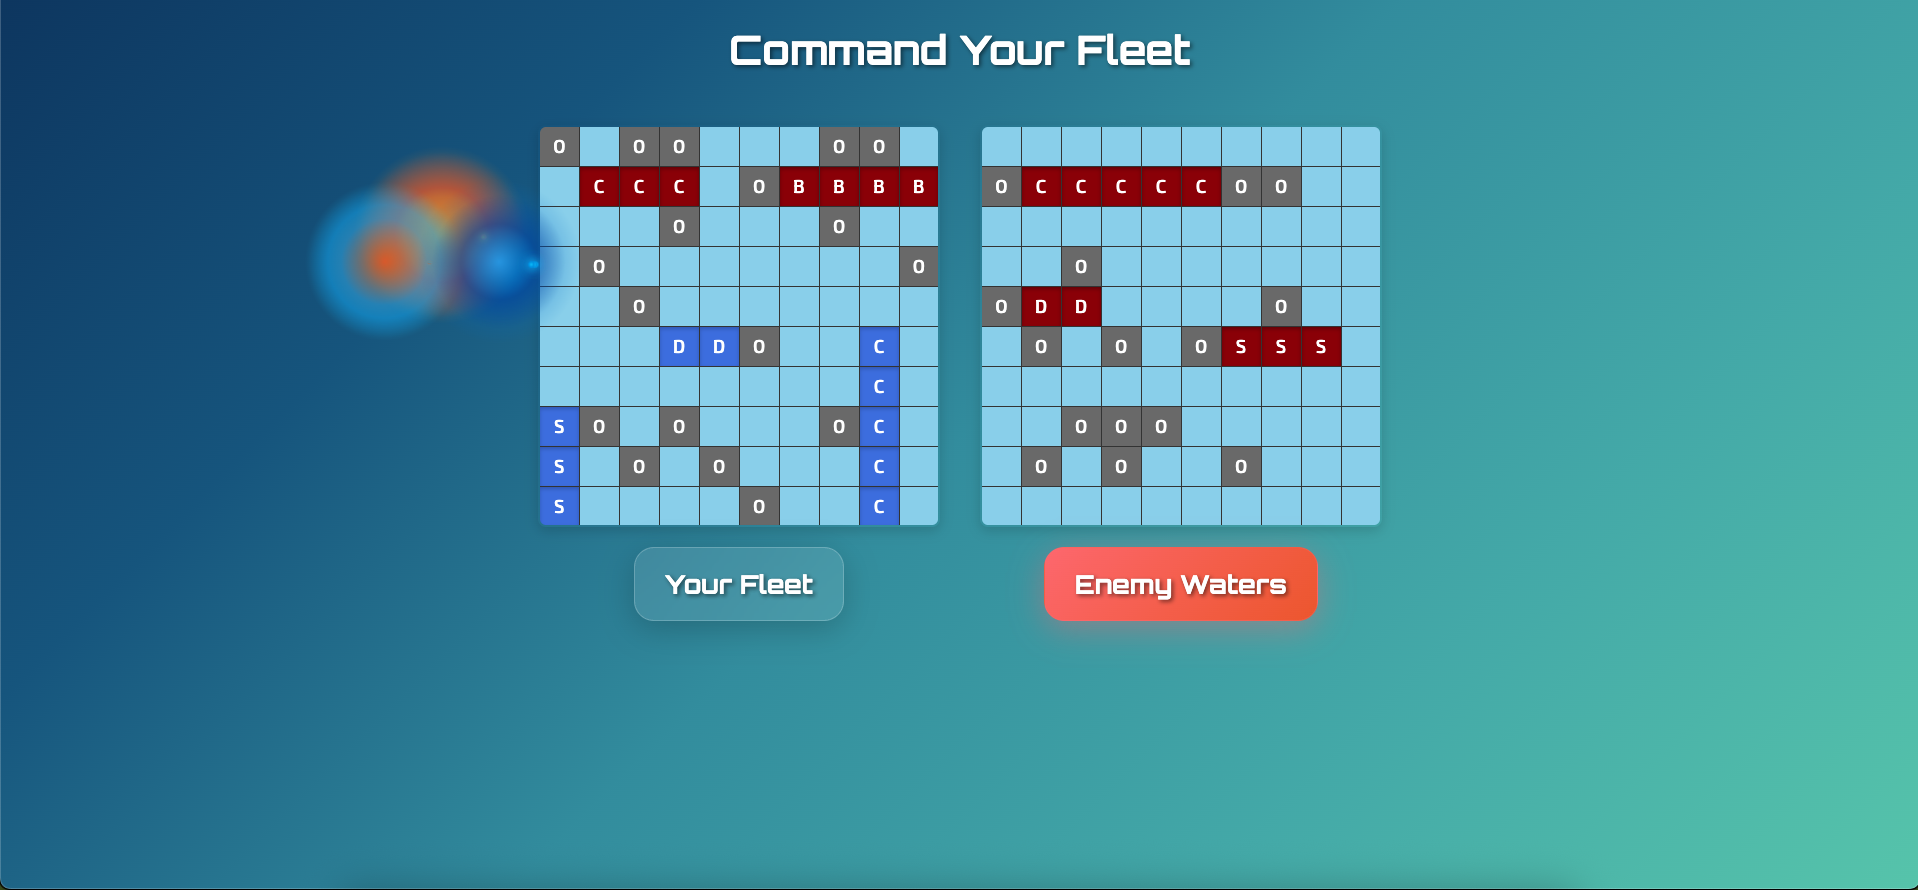 Command Your Fleet
O O O O O
C C C O B B B B
O O
O O
O
D D O C
C
S O O O C
S O O C
S O C
O C C C C C O O
O
O D D O
O O O S S S
O O O
O O O
Your Fleet
Enemy Waters